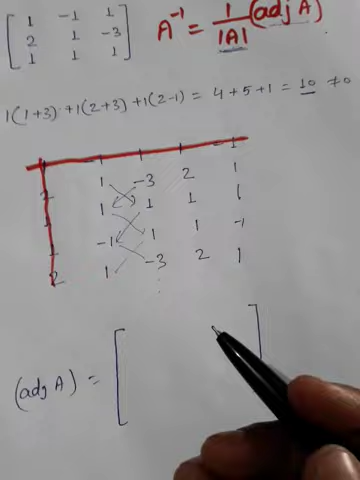 [1 -1 1]
[2 1 -3]
[1 1 1]
A⁻¹ = 1/|A| (adj A)
1(1+3) +1(2+3) +1(2-1) = 4+5+1 = 10 ≠0
1 -3 2 1
1 1 1 1
-1 1 1 -1
1 -3 2 1
(adj A) = [ ]